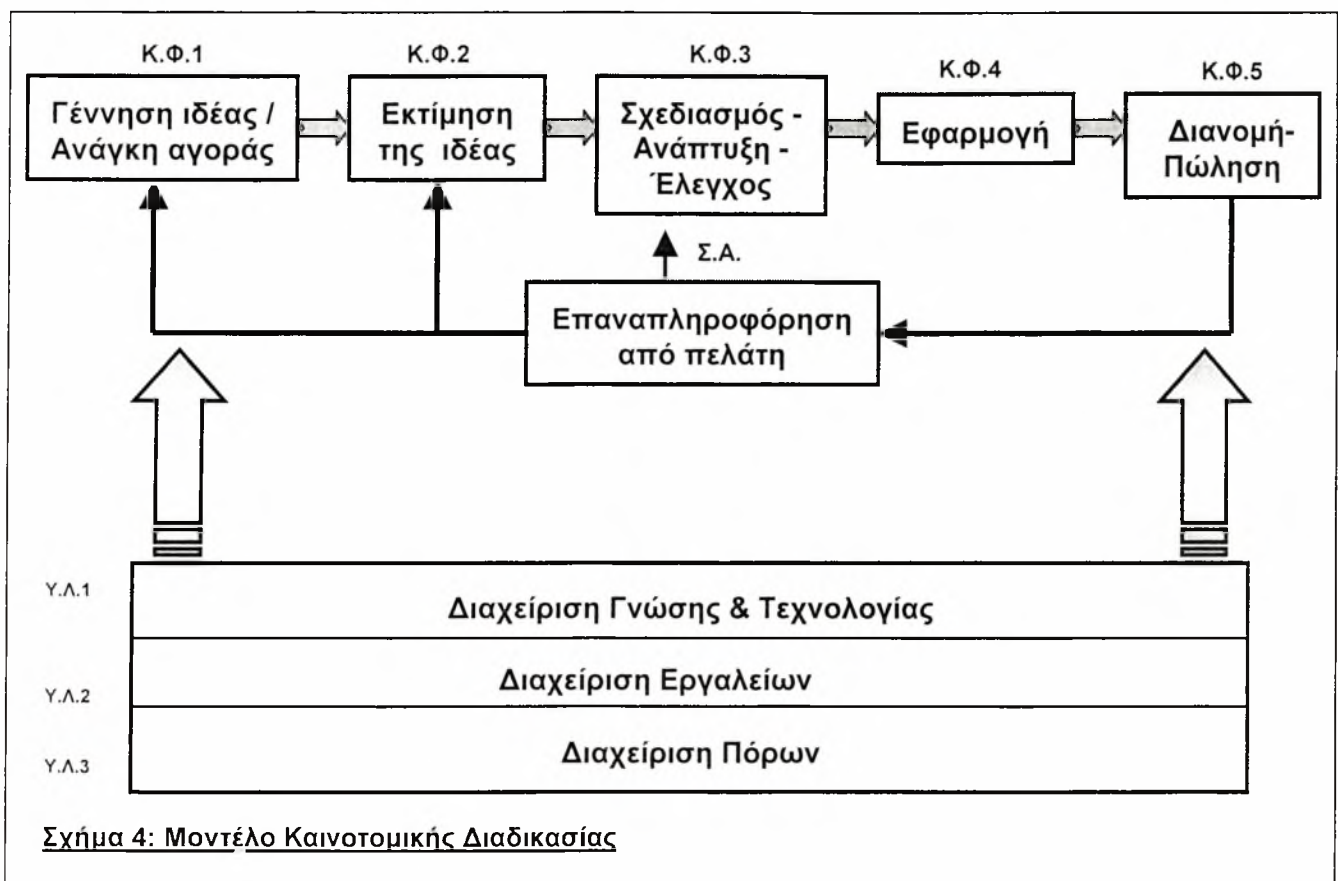 Κ.Φ.1
Κ.Φ.2
Κ.Φ.3
Κ.Φ.4
Κ.Φ.5
Γέννηση ιδέας /
Ανάγκη αγοράς
Εκτίμηση
της ιδέας
Σχεδιασμός -
Ανάπτυξη -
Έλεγχος
Εφαρμογή
Διανομή-
Πώληση
Σ.Α.
Επαναπληροφόρηση
από πελάτη
Υ.Λ.1
Διαχείριση Γνώσης & Τεχνολογίας
Υ.Λ.2
Διαχείριση Εργαλείων
Υ.Λ.3
Διαχείριση Πόρων
Σχήμα 4: Μοντέλο Καινοτομικής Διαδικασίας